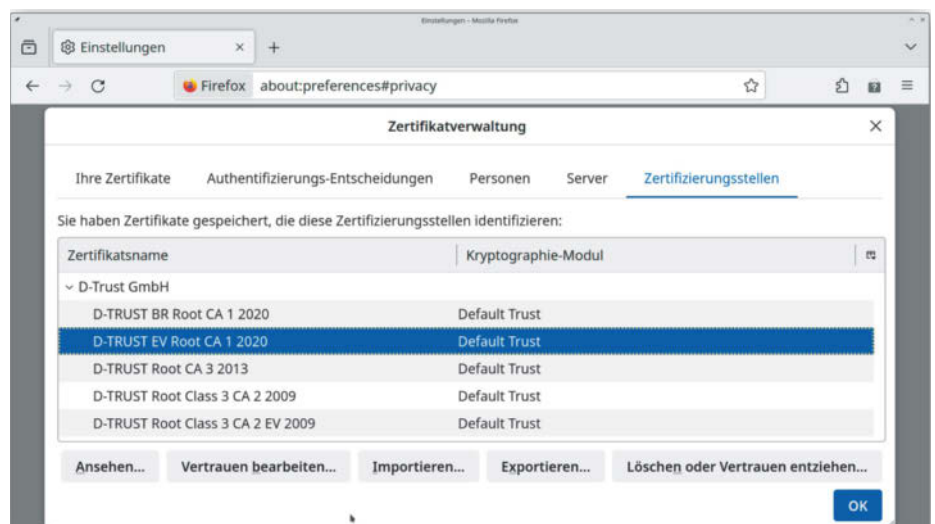 Einstellungen - Mozilla Firefox
Einstellungen × +
Firefox about:preferences#privacy
Zertifikatverwaltung
Ihre Zertifikate Authentifizierungs-Entscheidungen Personen Server Zertifizierungsstellen
Sie haben Zertifikate gespeichert, die diese Zertifizierungsstellen identifizieren:
Zertifikatsname Kryptographie-Modul
D-Trust GmbH
D-TRUST BR Root CA 1 2020 Default Trust
D-TRUST EV Root CA 1 2020 Default Trust
D-TRUST Root CA 3 2013 Default Trust
D-TRUST Root Class 3 CA 2 2009 Default Trust
D-TRUST Root Class 3 CA 2 EV 2009 Default Trust
Ansehen... Vertrauen bearbeiten... Importieren... Exportieren... Löschen oder Vertrauen entziehen...
OK